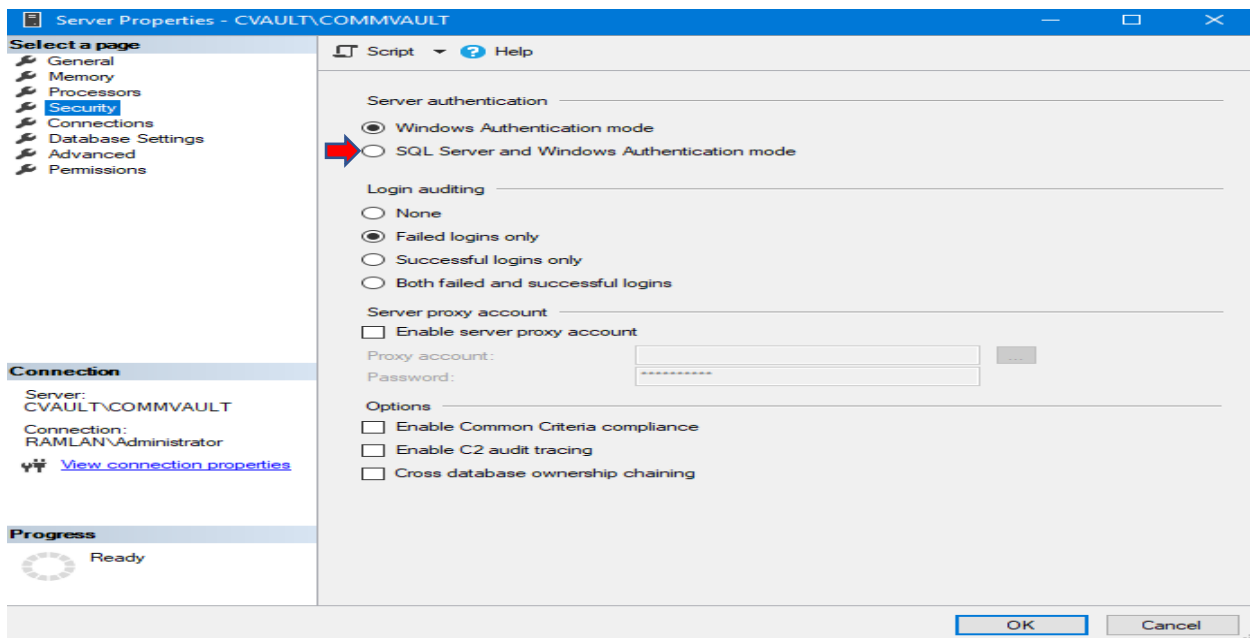 Server Properties - CVAULT\COMMVAULT
Select a page
General
Memory
Processors
Security
Connections
Database Settings
Advanced
Permissions
Script
Help
Server authentication
Windows Authentication mode
SQL Server and Windows Authentication mode
Login auditing
None
Failed logins only
Successful logins only
Both failed and successful logins
Server proxy account
Enable server proxy account
Proxy account:
...
Password:
**********
Options
Enable Common Criteria compliance
Enable C2 audit tracing
Cross database ownership chaining
Connection
Server:
CVAULT\COMMVAULT
Connection:
RAMLAN\Administrator
View connection properties
Progress
Ready
OK
Cancel